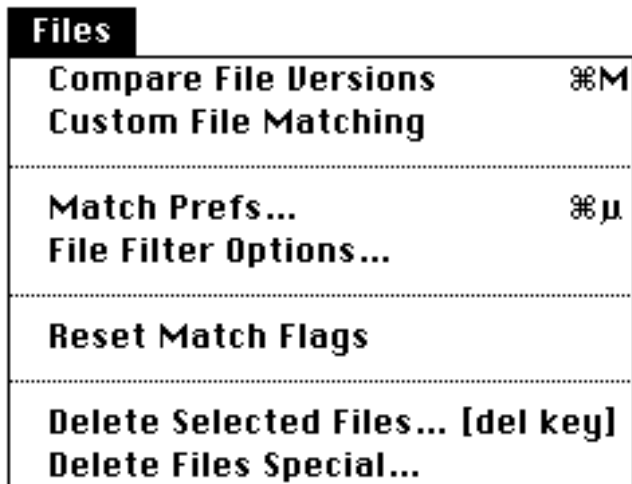 Files
Compare File Versions ⌘M
Custom File Matching
Match Prefs... ⌘µ
File Filter Options...
Reset Match Flags
Delete Selected Files... [del key]
Delete Files Special...